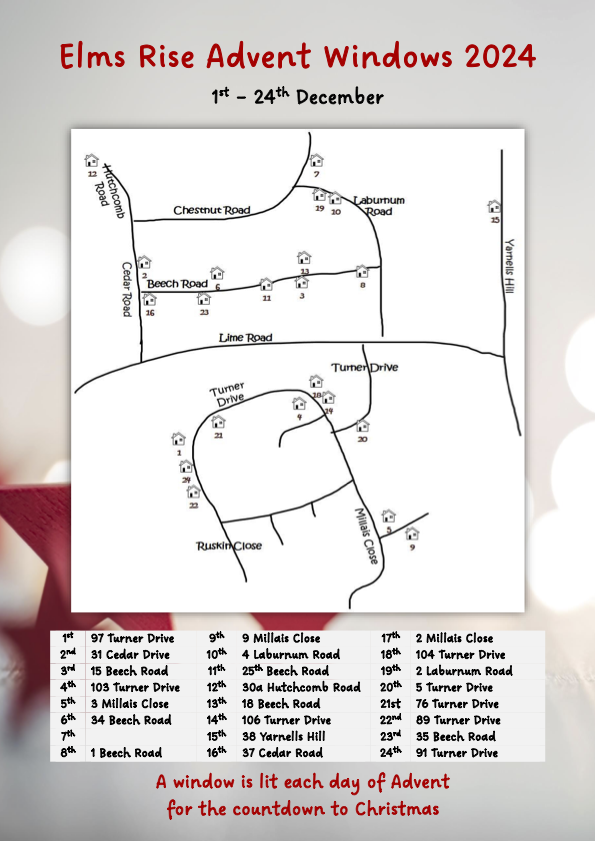 Elms Rise Advent Windows 2024
1st – 24th December
12
Hutchcomb
Road
7
Chestnut Road
19
10
Laburnum
Road
15
Yarnells Hill
2
Cedar Road
Beech Road
6
13
8
11
3
16
23
Lime Road
Turner Drive
Turner
Drive
18
14
4
21
20
1
24
22
Millais Close
5
9
Ruskin Close
1st 97 Turner Drive 9th 9 Millais Close 17th 2 Millais Close
2nd 31 Cedar Drive 10th 4 Laburnum Road 18th 104 Turner Drive
3rd 15 Beech Road 11th 25th Beech Road 19th 2 Laburnum Road
4th 103 Turner Drive 12th 30a Hutchcomb Road 20th 5 Turner Drive
5th 3 Millais Close 13th 18 Beech Road 21st 76 Turner Drive
6th 34 Beech Road 14th 106 Turner Drive 22nd 89 Turner Drive
7th 15th 38 Yarnells Hill 23rd 35 Beech Road
8th 1 Beech Road 16th 37 Cedar Road 24th 91 Turner Drive
A window is lit each day of Advent
for the countdown to Christmas